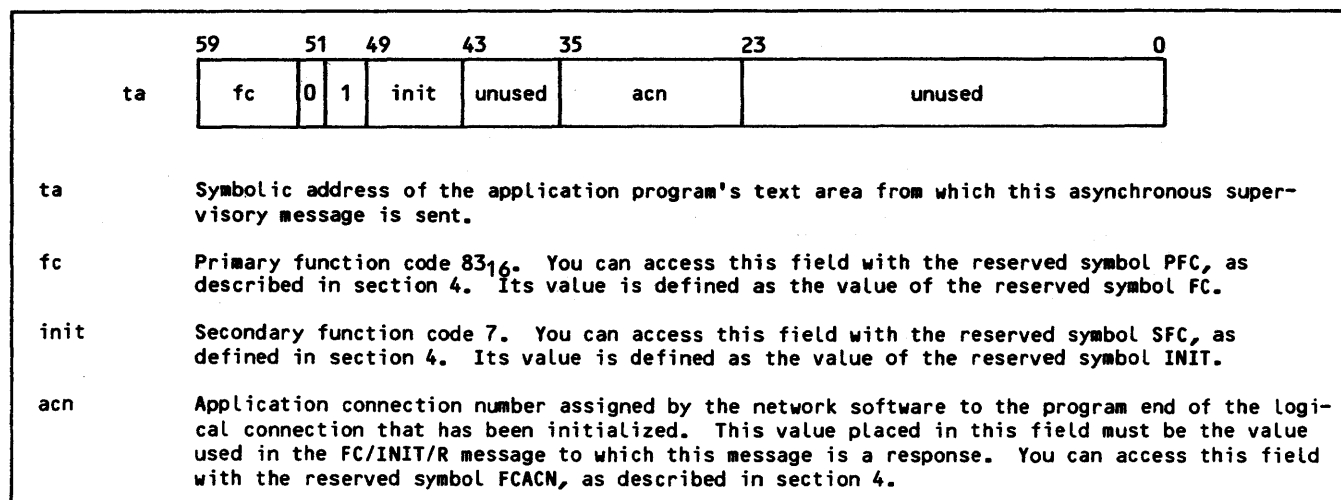 59 51 49 43 35 23 0
ta fc 0 1 init unused acn unused
ta Symbolic address of the application program's text area from which this asynchronous super-
visory message is sent.
fc Primary function code 83₁₆. You can access this field with the reserved symbol PFC, as
described in section 4. Its value is defined as the value of the reserved symbol FC.
init Secondary function code 7. You can access this field with the reserved symbol SFC, as
defined in section 4. Its value is defined as the value of the reserved symbol INIT.
acn Application connection number assigned by the network software to the program end of the logi-
cal connection that has been initialized. This value placed in this field must be the value
used in the FC/INIT/R message to which this message is a response. You can access this field
with the reserved symbol FCACN, as described in section 4.